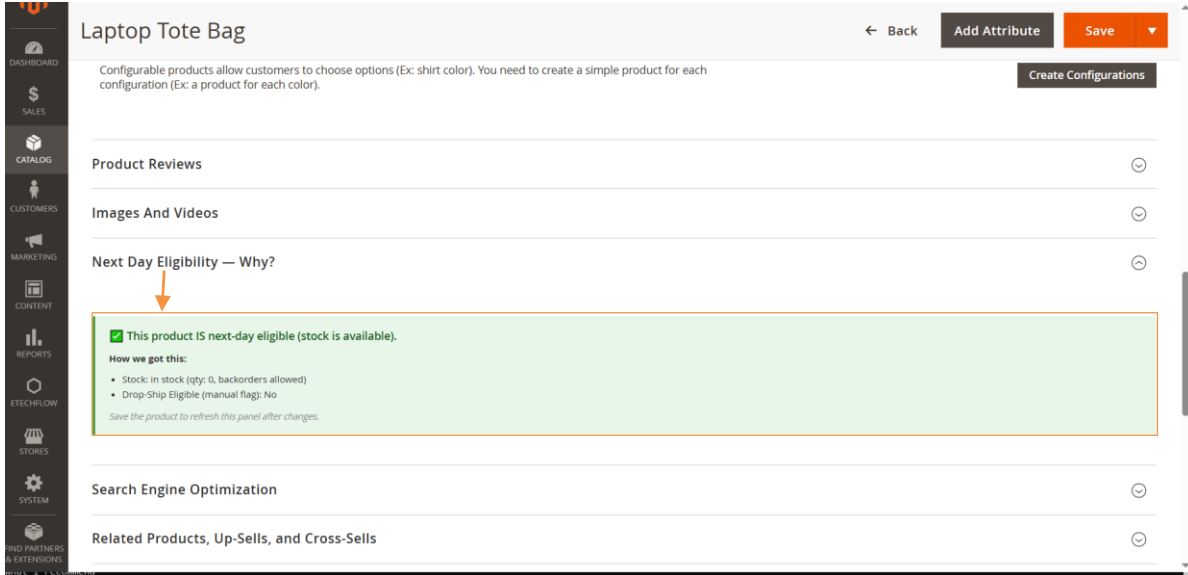 Laptop Tote Bag
← Back
Add Attribute
Save
DASHBOARD
$
SALES
CATALOG
CUSTOMERS
MARKETING
CONTENT
REPORTS
ETECHFLOW
STORES
SYSTEM
FIND PARTNERS
& EXTENSIONS
Configurable products allow customers to choose options (Ex: shirt color). You need to create a simple product for each
configuration (Ex: a product for each color).
Create Configurations
Product Reviews
Images And Videos
Next Day Eligibility — Why?
✅ This product IS next-day eligible (stock is available).
How we got this:
• Stock: in stock (qty: 0, backorders allowed)
• Drop-Ship Eligible (manual flag): No
Save the product to refresh this panel after changes.
Search Engine Optimization
Related Products, Up-Sells, and Cross-Sells